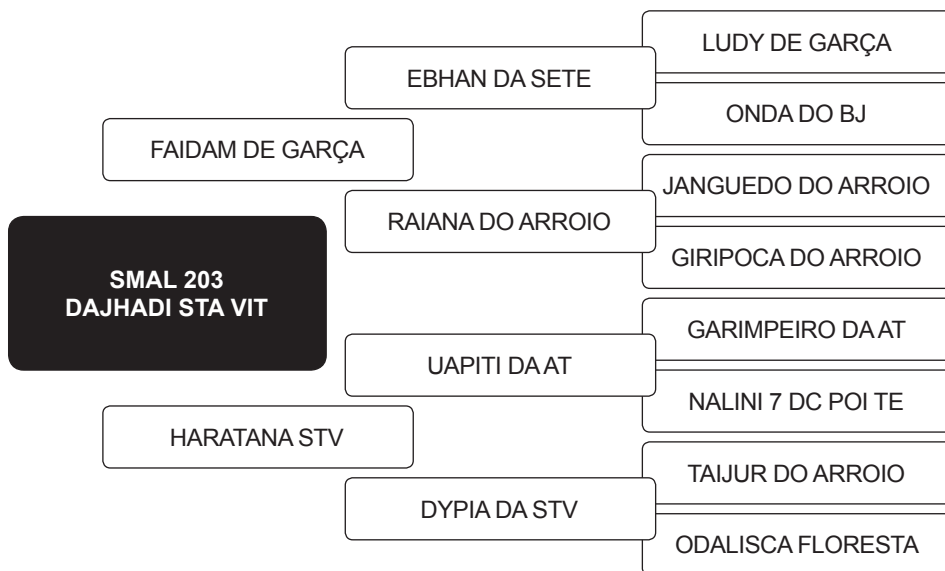 LUDY DE GARÇA
EBHAN DA SETE
ONDA DO BJ
FAIDAM DE GARÇA
JANGUEDO DO ARROIO
RAIANA DO ARROIO
GIRIPOCA DO ARROIO
SMAL 203
DAJHADI STA VIT
GARIMPEIRO DA AT
UAPITI DA AT
NALINI 7 DC POI TE
HARATANA STV
TAIJUR DO ARROIO
DYPIA DA STV
ODALISCA FLORESTA